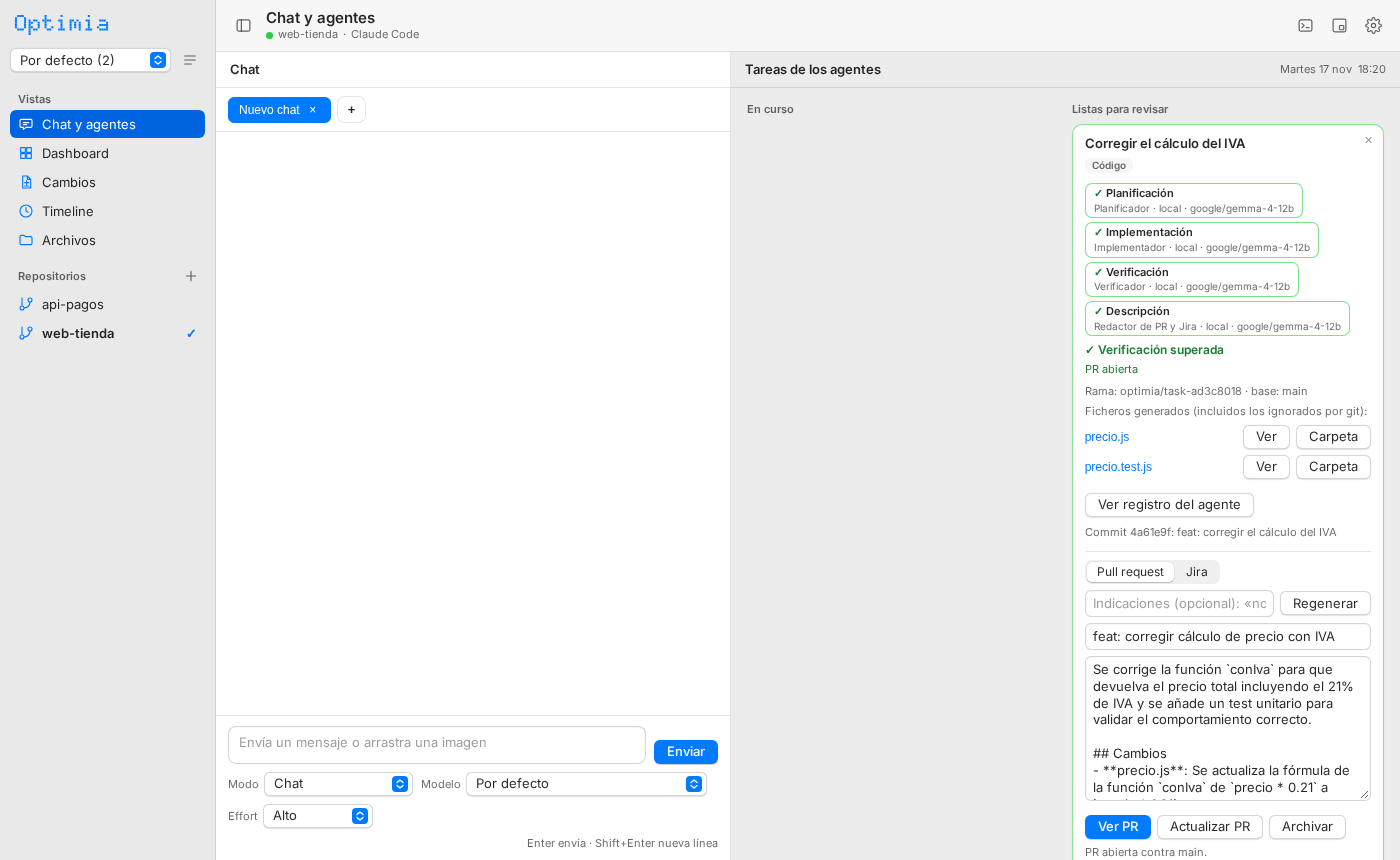 Optimia
Por defecto (2)
Vistas
Chat y agentes
Dashboard
Cambios
Timeline
Archivos
Repositorios
api-pagos
web-tienda ✓
Chat y agentes
web-tienda · Claude Code
Chat
Nuevo chat ×
+
Envía un mensaje o arrastra una imagen
Enviar
Modo Chat Modelo Por defecto
Effort Alto
Enter envía · Shift+Enter nueva línea
Tareas de los agentes
Martes 17 nov 18:20
En curso
Listas para revisar
Corregir el cálculo del IVA ×
Código
✓ Planificación
Planificador · local · google/gemma-4-12b
✓ Implementación
Implementador · local · google/gemma-4-12b
✓ Verificación
Verificador · local · google/gemma-4-12b
✓ Descripción
Redactor de PR y Jira · local · google/gemma-4-12b
✓ Verificación superada
PR abierta
Rama: optimia/task-ad3c8018 · base: main
Ficheros generados (incluidos los ignorados por git):
precio.js Ver Carpeta
precio.test.js Ver Carpeta
Ver registro del agente
Commit 4a61e9f: feat: corregir el cálculo del IVA
Pull request Jira
Indicaciones (opcional): «no Regenerar
feat: corregir cálculo de precio con IVA
Se corrige la función `conIva` para que
devuelva el precio total incluyendo el 21%
de IVA y se añade un test unitario para
validar el comportamiento correcto.
## Cambios
- **precio.js**: Se actualiza la fórmula de
la función `conIva` de `precio * 0.21` a
Ver PR Actualizar PR Archivar
PR abierta contra main.